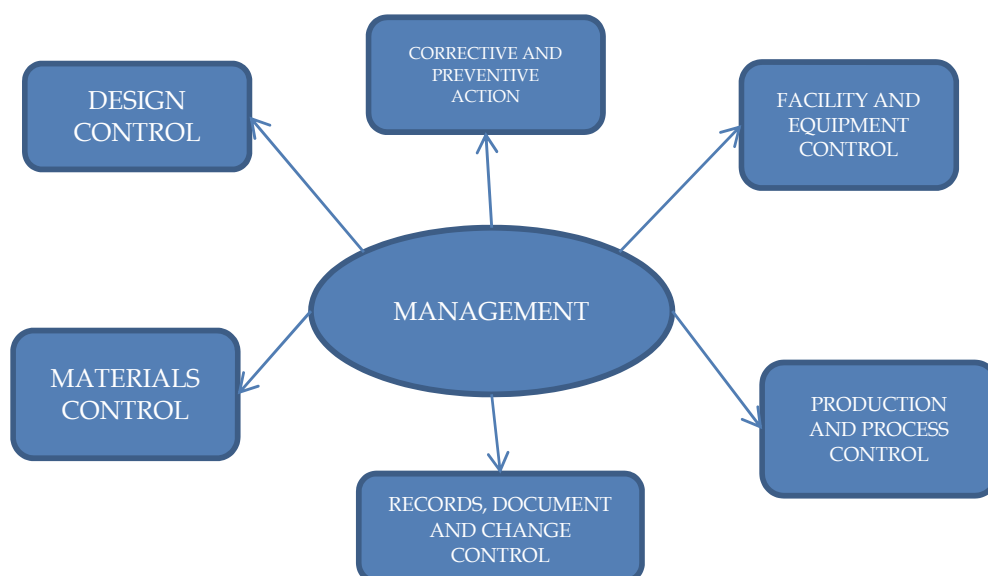 CORRECTIVE AND
PREVENTIVE
ACTION
DESIGN
CONTROL
FACILITY AND
EQUIPMENT
CONTROL
MANAGEMENT
MATERIALS
CONTROL
PRODUCTION
AND PROCESS
CONTROL
RECORDS, DOCUMENT
AND CHANGE
CONTROL